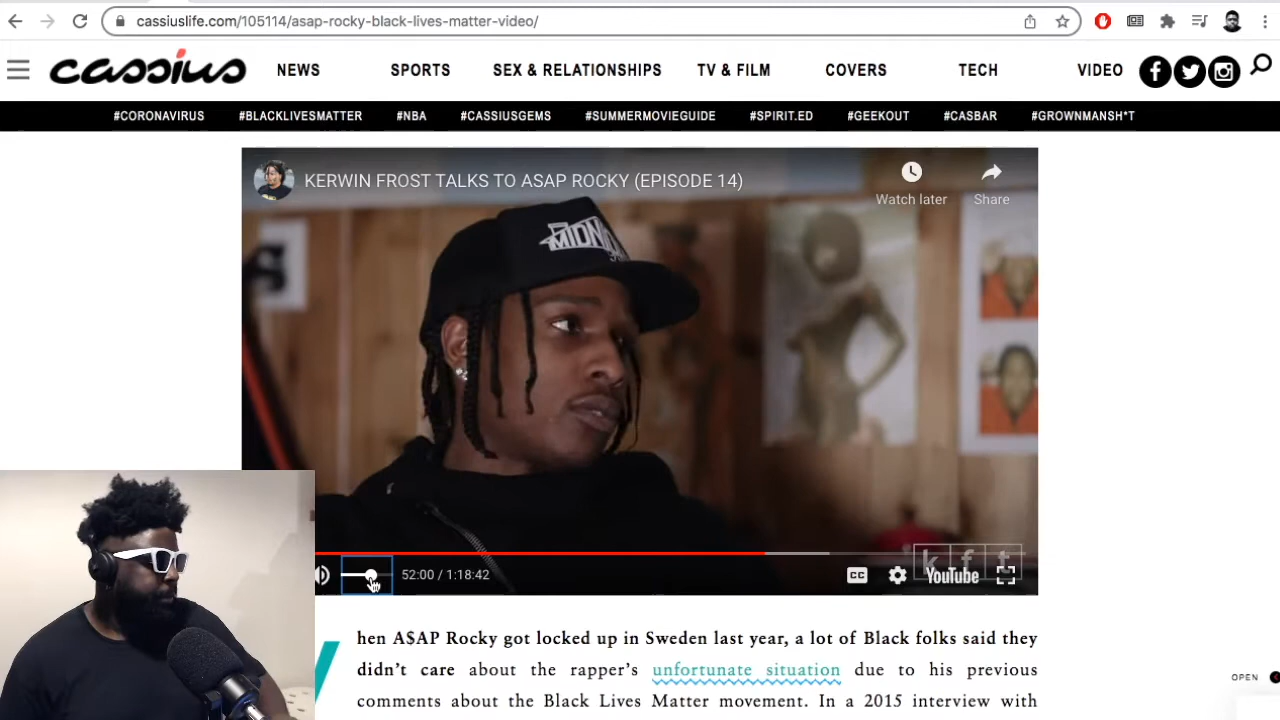 cassiuslife.com/105114/asap-rocky-black-lives-matter-video/
cassius NEWS SPORTS SEX & RELATIONSHIPS TV & FILM COVERS TECH VIDEO
#CORONAVIRUS #BLACKLIVESMATTER #NBA #CASSIUSGEMS #SUMMERMOVIEGUIDE #SPIRIT.ED #GEEKOUT #CASBAR #GROWNMANSH*T
KERWIN FROST TALKS TO ASAP ROCKY (EPISODE 14)
Watch later Share
k f t
52:00 / 1:18:42 CC YouTube
hen A$AP Rocky got locked up in Sweden last year, a lot of Black folks said they
didn't care about the rapper's unfortunate situation due to his previous
comments about the Black Lives Matter movement. In a 2015 interview with
OPEN